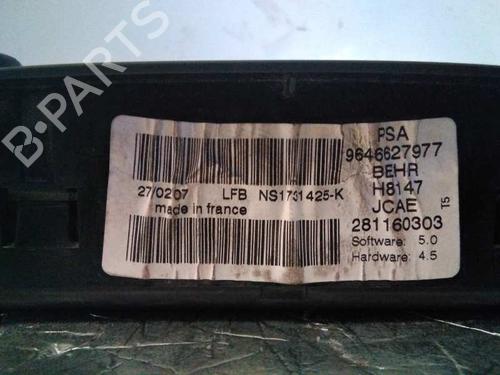 B-PARTS
27/0207 LFB NS1731425-K
made in france
PSA
9646627977
BEHR
H8147
JCAE
281160303
T5
Software: 5.0
Hardware: 4.5